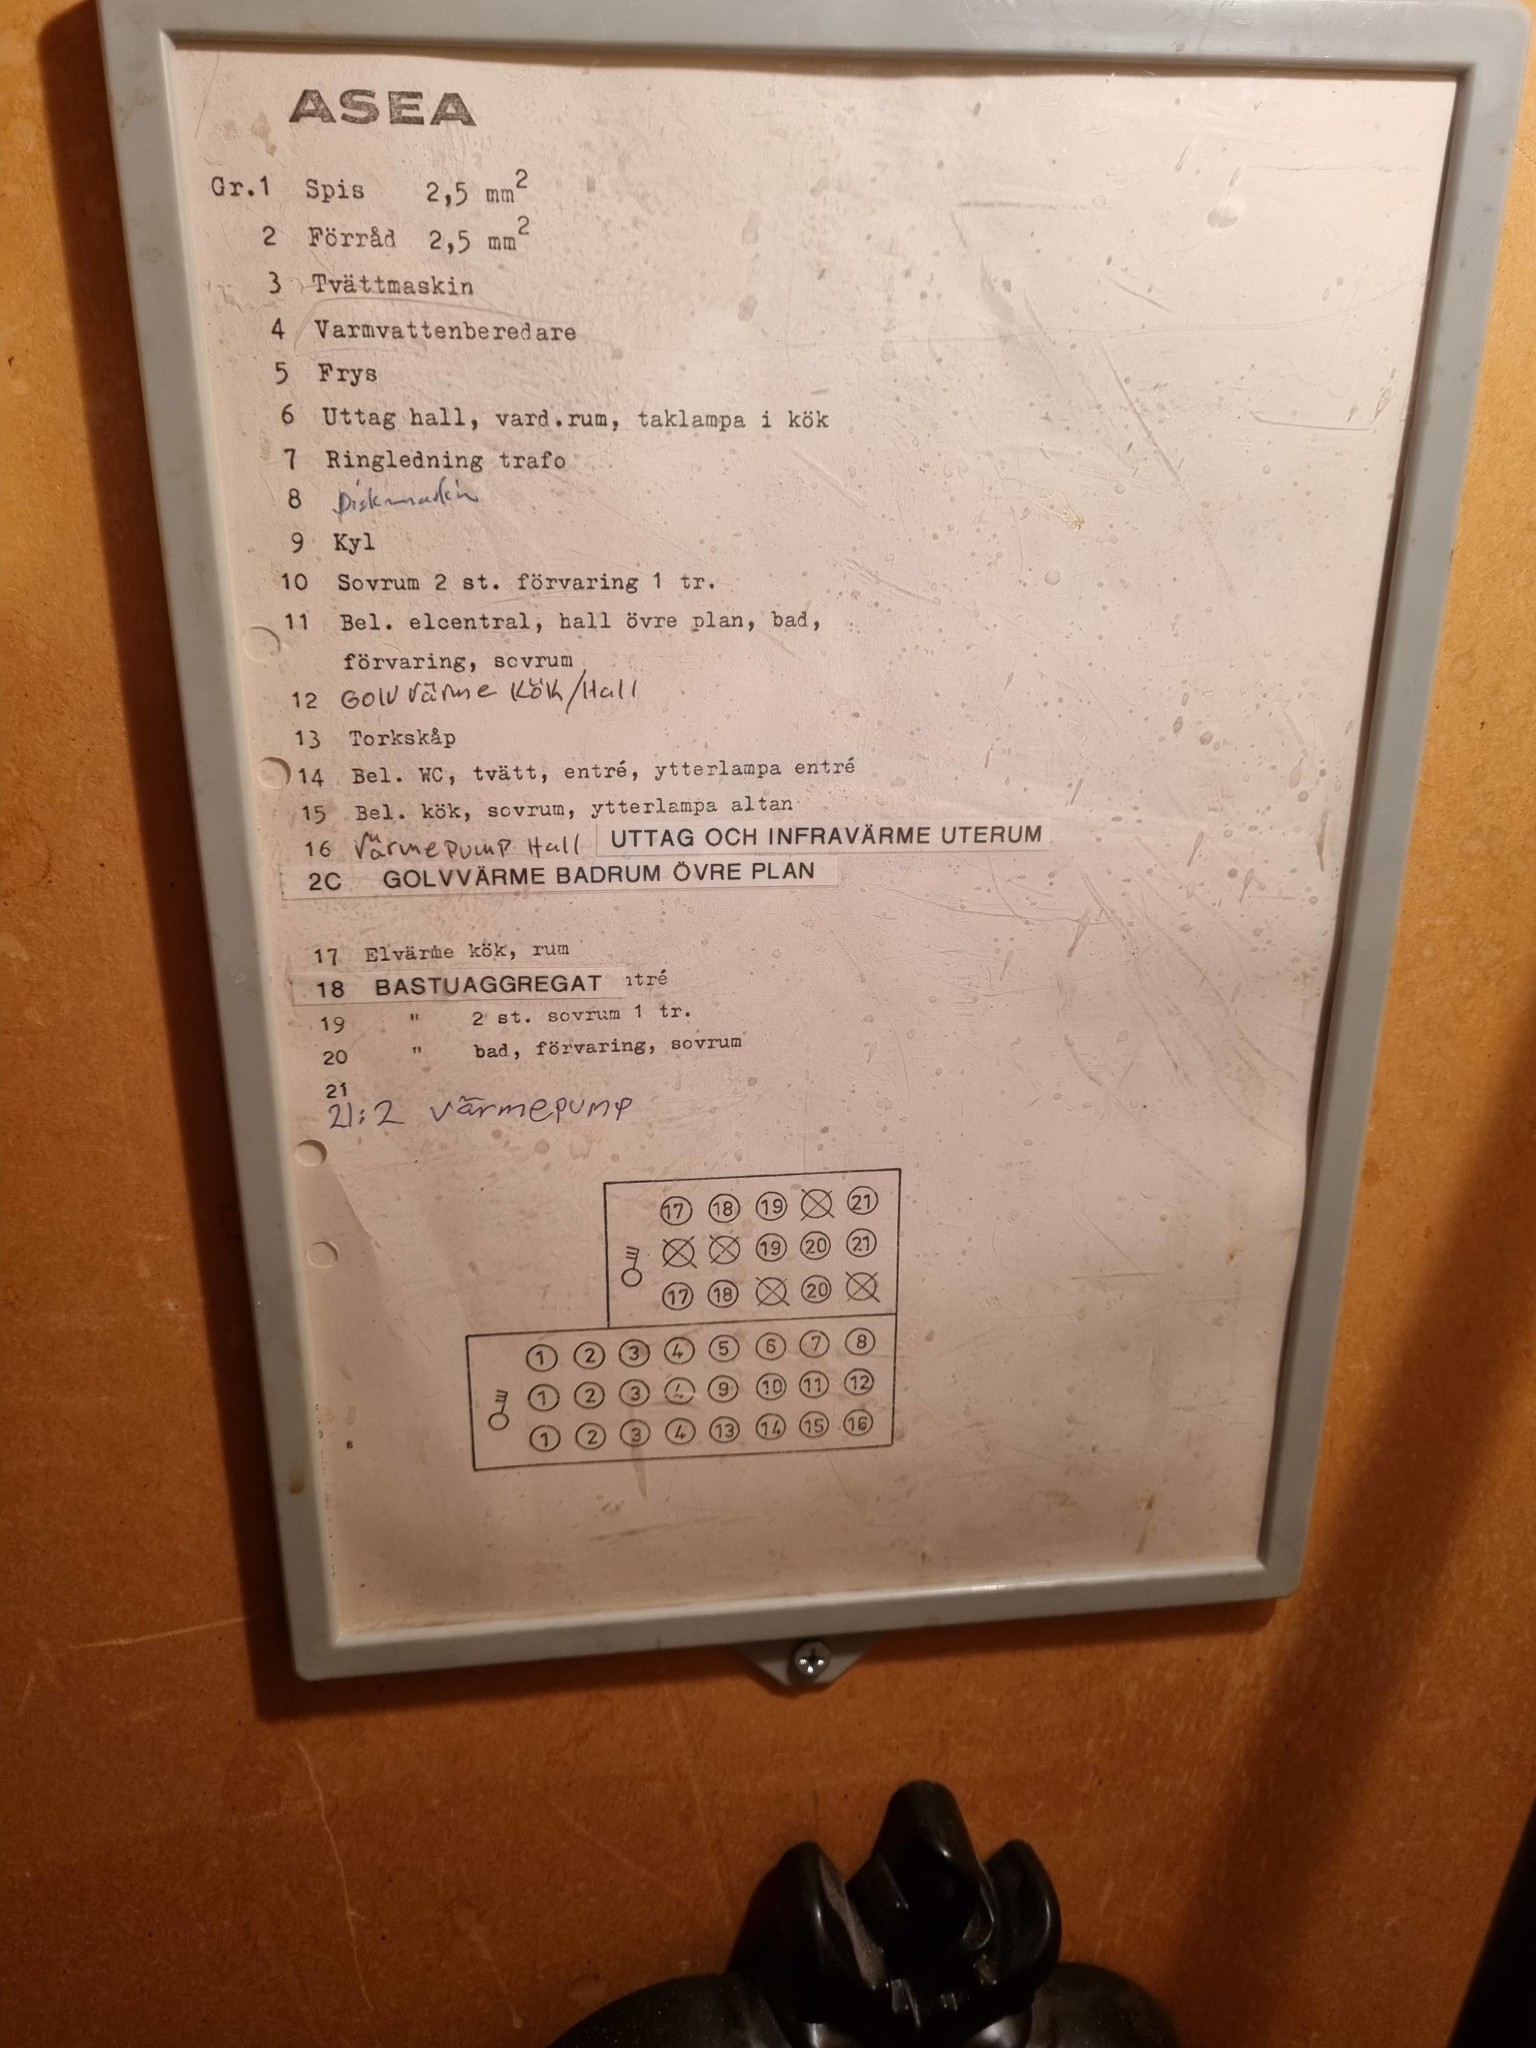 ASEA
Gr.1 Spis 2,5 mm²
2 Förråd 2,5 mm²
3 Tvättmaskin
4 Varmvattenberedare
5 Frys
6 Uttag hall, vard.rum, taklampa i kök
7 Ringledning trafo
8 Diskmaskin
9 Kyl
10 Sovrum 2 st. förvaring 1 tr.
11 Bel. elcentral, hall övre plan, bad,
förvaring, sovrum
12 Golvvärme Kök/Hall
13 Torkskåp
14 Bel. WC, tvätt, entré, ytterlampa entré
15 Bel. kök, sovrum, ytterlampa altan
16 Värmepump Hall UTTAG OCH INFRAVÄRME UTERUM
2C GOLVVÄRME BADRUM ÖVRE PLAN
17 Elvärme kök, rum
18 BASTUAGGREGAT ntré
19 " 2 st. sovrum 1 tr.
20 " bad, förvaring, sovrum
21
21:2 värmepump
17 18 19 21
19 20 21
17 18 20
1 2 3 4 5 6 7 8
1 2 3 4 9 10 11 12
1 2 3 4 13 14 15 16